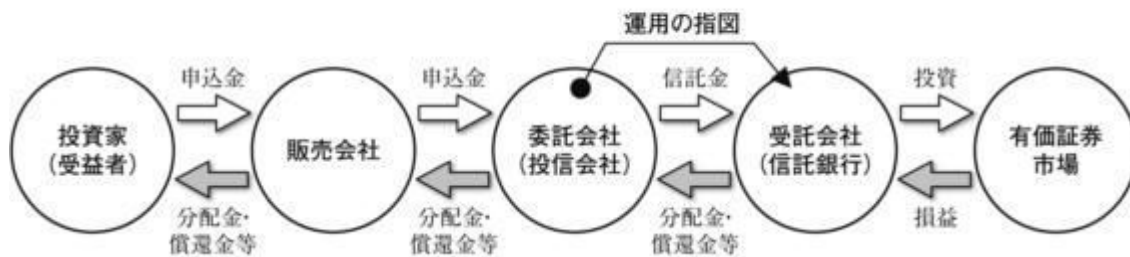 運用の指図
申込金
申込金
信託金
投資
投資家
(受益者)
販売会社
委託会社
(投信会社)
受託会社
(信託銀行)
有価証券
市場
分配金・
償還金等
分配金・
償還金等
分配金・
償還金等
損益